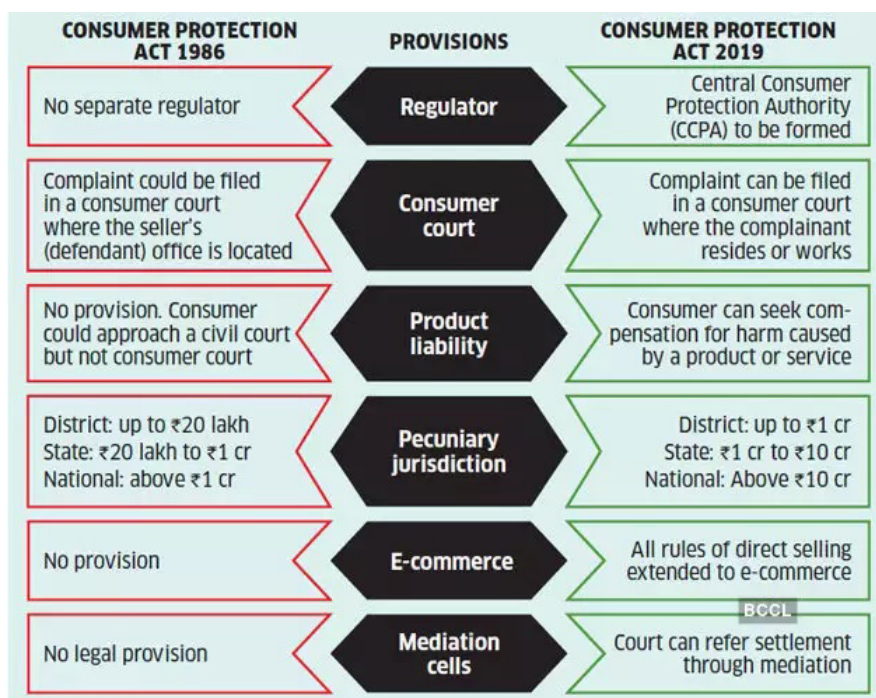 CONSUMER PROTECTION
ACT 1986
PROVISIONS
CONSUMER PROTECTION
ACT 2019
No separate regulator
Regulator
Central Consumer
Protection Authority
(CCPA) to be formed
Complaint could be filed
in a consumer court
where the seller's
(defendant) office is located
Consumer
court
Complaint can be filed
in a consumer court
where the complainant
resides or works
No provision. Consumer
could approach a civil court
but not consumer court
Product
liability
Consumer can seek com-
pensation for harm caused
by a product or service
District: up to ₹20 lakh
State: ₹20 lakh to ₹1 cr
National: above ₹1 cr
Pecuniary
jurisdiction
District: up to ₹1 cr
State: ₹1 cr to ₹10 cr
National: Above ₹10 cr
No provision
E-commerce
All rules of direct selling
extended to e-commerce
BCCL
No legal provision
Mediation
cells
Court can refer settlement
through mediation